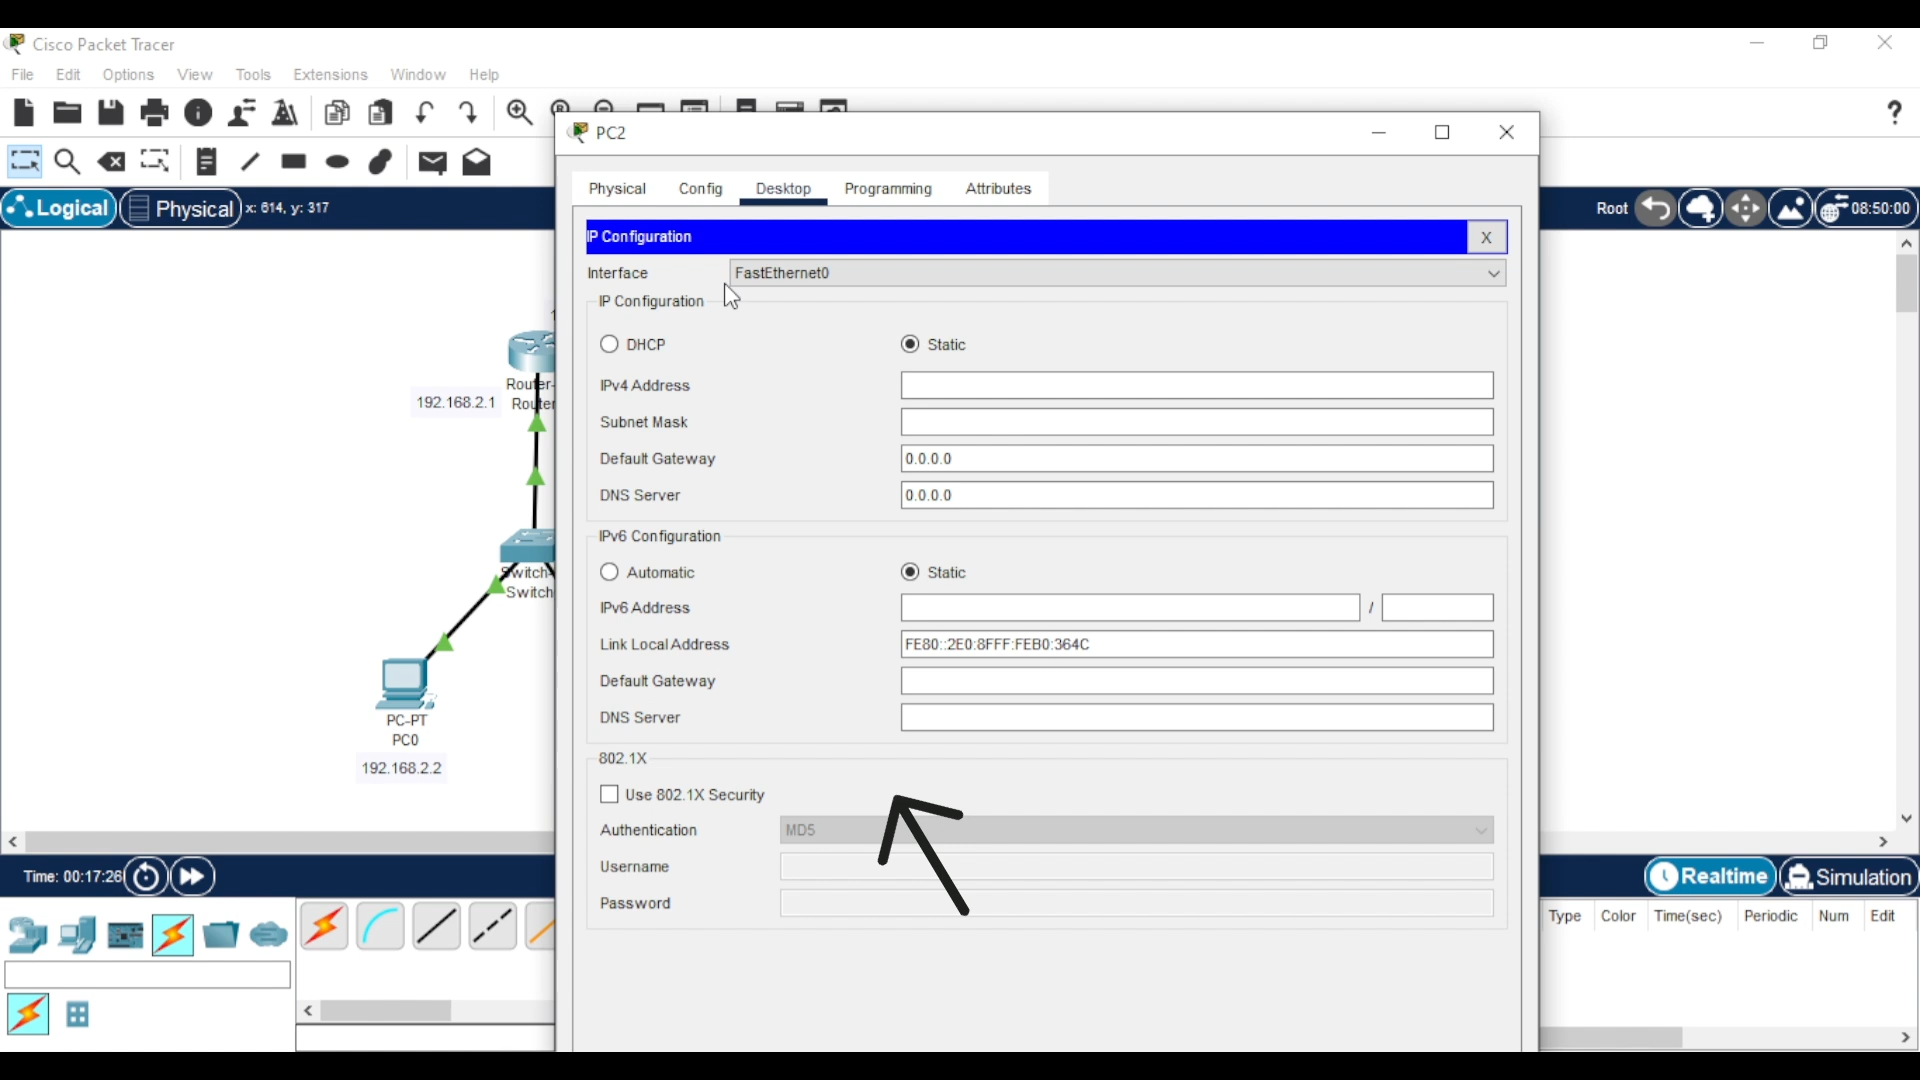 Cisco Packet Tracer
File Edit Options View Tools Extensions Window Help
PC2
Physical Config Desktop Programming Attributes
Logical Physical x: 614, y: 317
Root 08:50:00
IP Configuration X
Interface FastEthernet0
IP Configuration
DHCP Static
IPv4 Address
Subnet Mask
Default Gateway 0.0.0.0
DNS Server 0.0.0.0
IPv6 Configuration
Automatic Static
IPv6 Address /
Link Local Address FE80::2E0:8FFF:FEB0:364C
Default Gateway
DNS Server
802.1X
Use 802.1X Security
Authentication MD5
Username
Password
Router-
192.168.2.1 Router
Switch-
Switch
PC-PT
PC0
192.168.2.2
Time: 00:17:26
Realtime Simulation
Type Color Time(sec) Periodic Num Edit